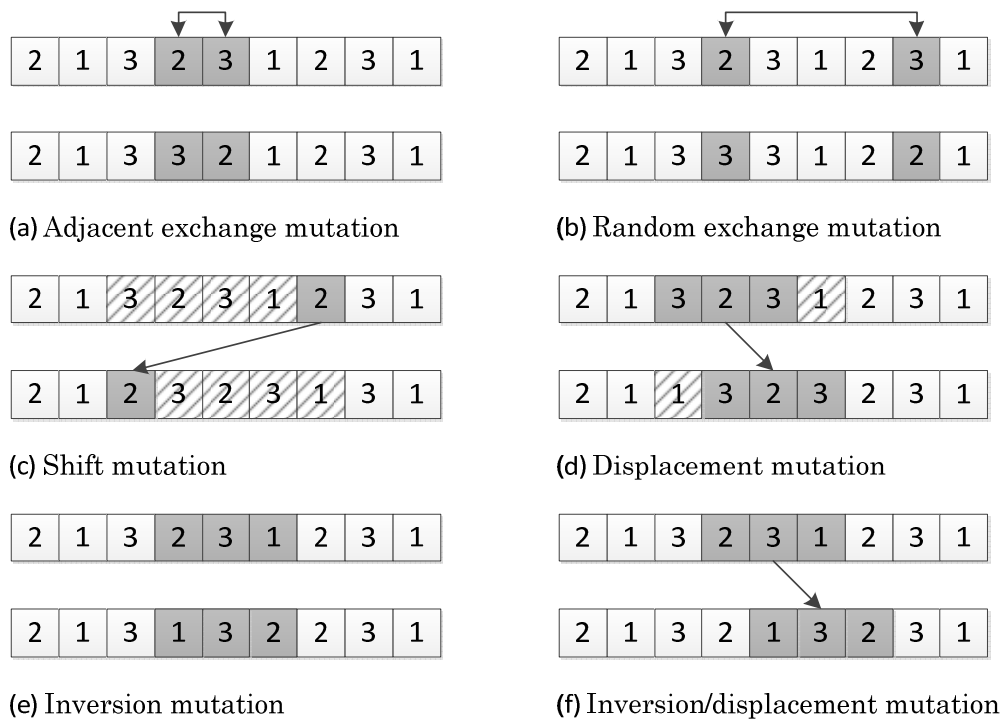 2 1 3 2 3 1 2 3 1
2 1 3 3 2 1 2 3 1
(a) Adjacent exchange mutation
2 1 3 2 3 1 2 3 1
2 1 3 3 3 1 2 2 1
(b) Random exchange mutation
2 1 3 2 3 1 2 3 1
2 1 2 3 2 3 1 3 1
(c) Shift mutation
2 1 3 2 3 1 2 3 1
2 1 1 3 2 3 2 3 1
(d) Displacement mutation
2 1 3 2 3 1 2 3 1
2 1 3 1 3 2 2 3 1
(e) Inversion mutation
2 1 3 2 3 1 2 3 1
2 1 3 2 1 3 2 3 1
(f) Inversion/displacement mutation